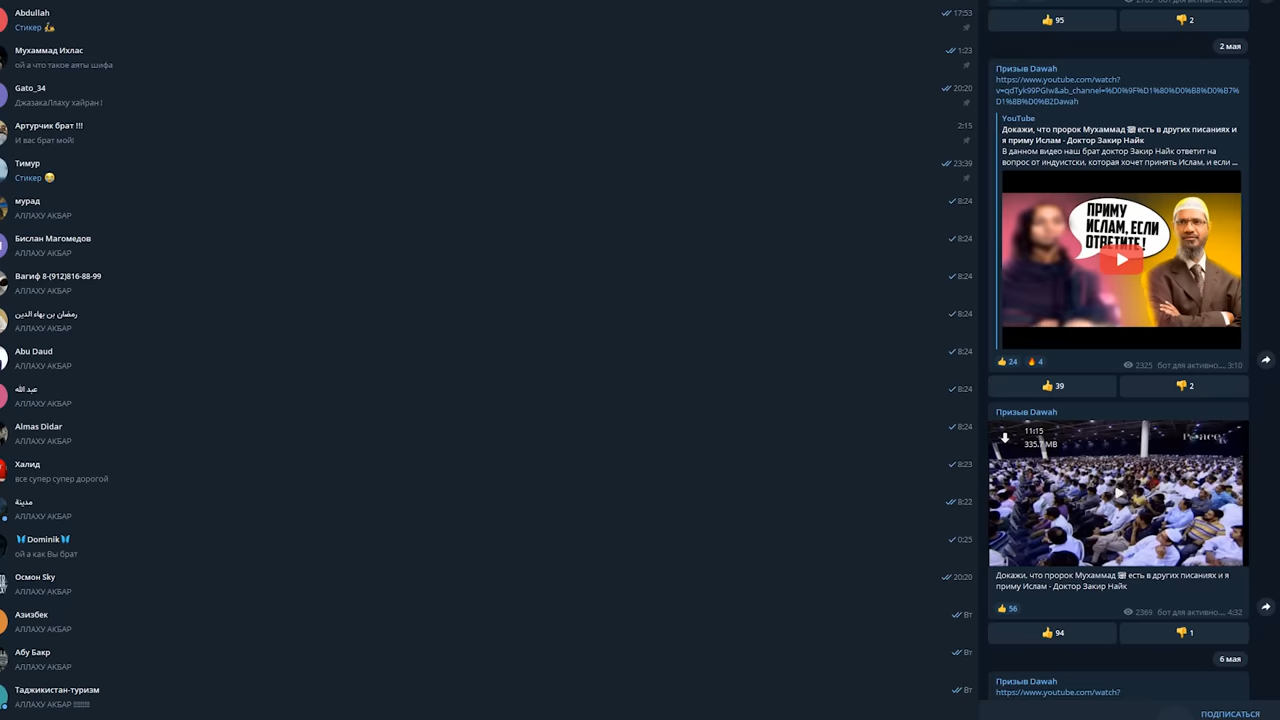 Abdullah
17:53
Стикер
Мухаммад Ихлас
1:23
ой а что такое аяты шифа
Gato_34
20:20
ДжазакаЛлаху хайран !
Артурчик брат !!!
2:15
И вас брат мой!
Тимур
23:39
Стикер
мурад
8:24
АЛЛАХУ АКБАР
Бислан Магомедов
8:24
АЛЛАХУ АКБАР
Вагиф 8-(912)816-88-99
8:24
АЛЛАХУ АКБАР
رمضان بن بهاء الدين
8:24
АЛЛАХУ АКБАР
Abu Daud
8:24
АЛЛАХУ АКБАР
عبد الله
8:24
АЛЛАХУ АКБАР
Almas Didar
8:24
АЛЛАХУ АКБАР
Халид
8:23
все супер супер дорогой
مدينة
8:22
АЛЛАХУ АКБАР
Dominik
0:25
ой а как Вы брат
Осмон Sky
20:20
АЛЛАХУ АКБАР
Азизбек
Вт
АЛЛАХУ АКБАР
Абу Бакр
Вт
АЛЛАХУ АКБАР
Таджикистан-туризм
Вт
АЛЛАХУ АКБАР !!!!!!!!!
95
2
2 мая
Призыв Dawah
https://www.youtube.com/watch?
v=qdTyk99PGIw&ab_channel=%D0%9F%D1%80%D0%B8%D0%B7%
D1%8B%D0%B2Dawah
YouTube
Докажи, что пророк Мухаммад ﷺ есть в других писаниях и
я приму Ислам - Доктор Закир Найк
В данном видео наш брат доктор Закир Найк ответит на
вопрос от индуистски, которая хочет принять Ислам, и если ...
ПРИМУ
ИСЛАМ, ЕСЛИ
ОТВЕТИТЕ!
24 4
2325 бот для активно..., 3:10
39
2
Призыв Dawah
11:15
335,7 MB
Докажи, что пророк Мухаммад ﷺ есть в других писаниях и я
приму Ислам - Доктор Закир Найк
56
2369 бот для активно..., 4:32
94
1
6 мая
Призыв Dawah
https://www.youtube.com/watch?
ПОДПИСАТЬСЯ